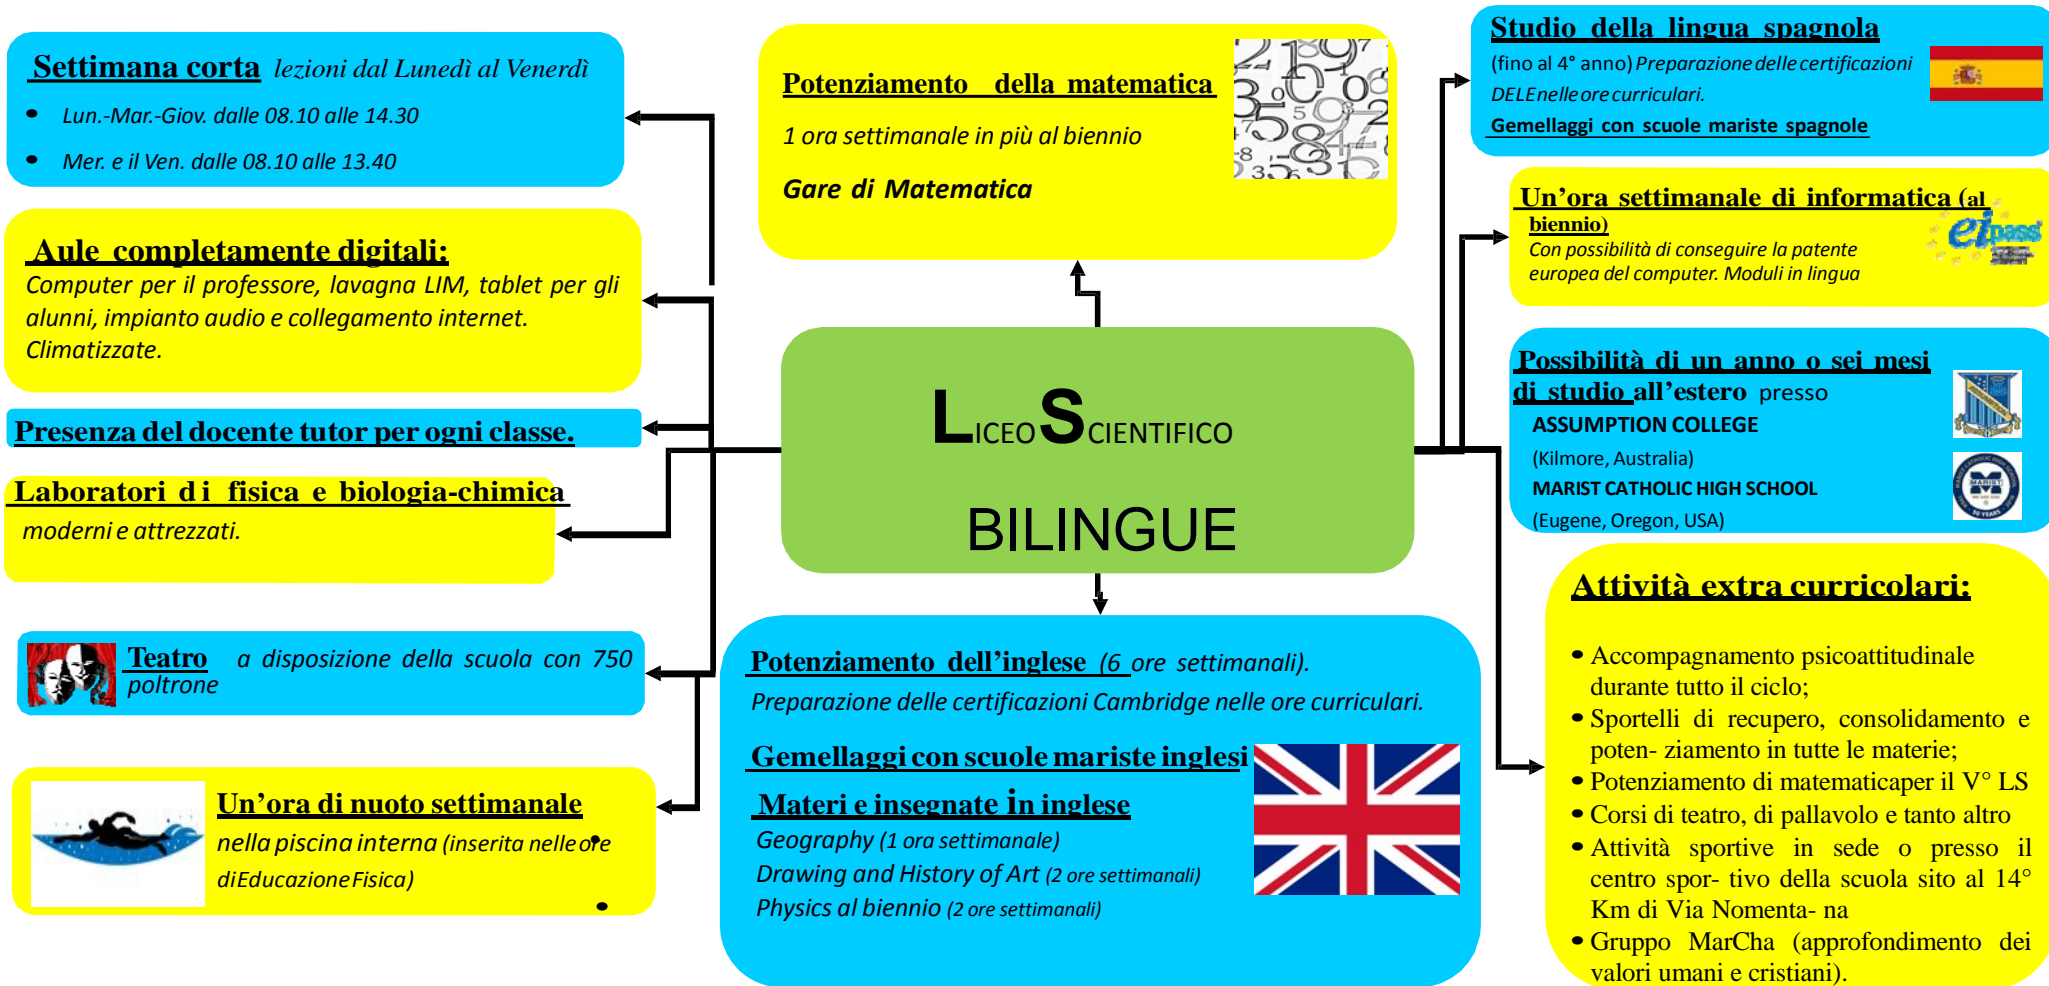 Settimana corta lezioni dal Lunedì al Venerdì
• Lun.-Mar.-Giov. dalle 08.10 alle 14.30
• Mer. e il Ven. dalle 08.10 alle 13.40
Aule completamente digitali:
Computer per il professore, lavagna LIM, tablet per gli
alunni, impianto audio e collegamento internet.
Climatizzate.
Presenza del docente tutor per ogni classe.
Laboratori di fisica e biologia-chimica
moderni e attrezzati.
Teatro a disposizione della scuola con 750
poltrone
Un'ora di nuoto settimanale
nella piscina interna (inserita nelle ore
di Educazione Fisica)
Potenziamento della matematica
1 ora settimanale in più al biennio
Gare di Matematica
LICEO SCIENTIFICO
BILINGUE
Potenziamento dell'inglese (6 ore settimanali).
Preparazione delle certificazioni Cambridge nelle ore curriculari.
Gemellaggi con scuole mariste inglesi
Materi e insegnate in inglese
Geography (1 ora settimanale)
Drawing and History of Art (2 ore settimanali)
Physics al biennio (2 ore settimanali)
Studio della lingua spagnola
(fino al 4° anno) Preparazione delle certificazioni
DELE nelle ore curriculari.
Gemellaggi con scuole mariste spagnole
Un'ora settimanale di informatica (al
biennio)
Con possibilità di conseguire la patente
europea del computer. Moduli in lingua
eipass
Possibilità di un anno o sei mesi
di studio all'estero presso
ASSUMPTION COLLEGE
(Kilmore, Australia)
MARIST CATHOLIC HIGH SCHOOL
(Eugene, Oregon, USA)
ASSUMPTION
MARIST
Attività extra curricolari:
• Accompagnamento psicoattitudinale
durante tutto il ciclo;
• Sportelli di recupero, consolidamento e
poten- ziamento in tutte le materie;
• Potenziamento di matematicaper il V° LS
• Corsi di teatro, di pallavolo e tanto altro
• Attività sportive in sede o presso il
centro spor- tivo della scuola sito al 14°
Km di Via Nomenta- na
• Gruppo MarCha (approfondimento dei
valori umani e cristiani).